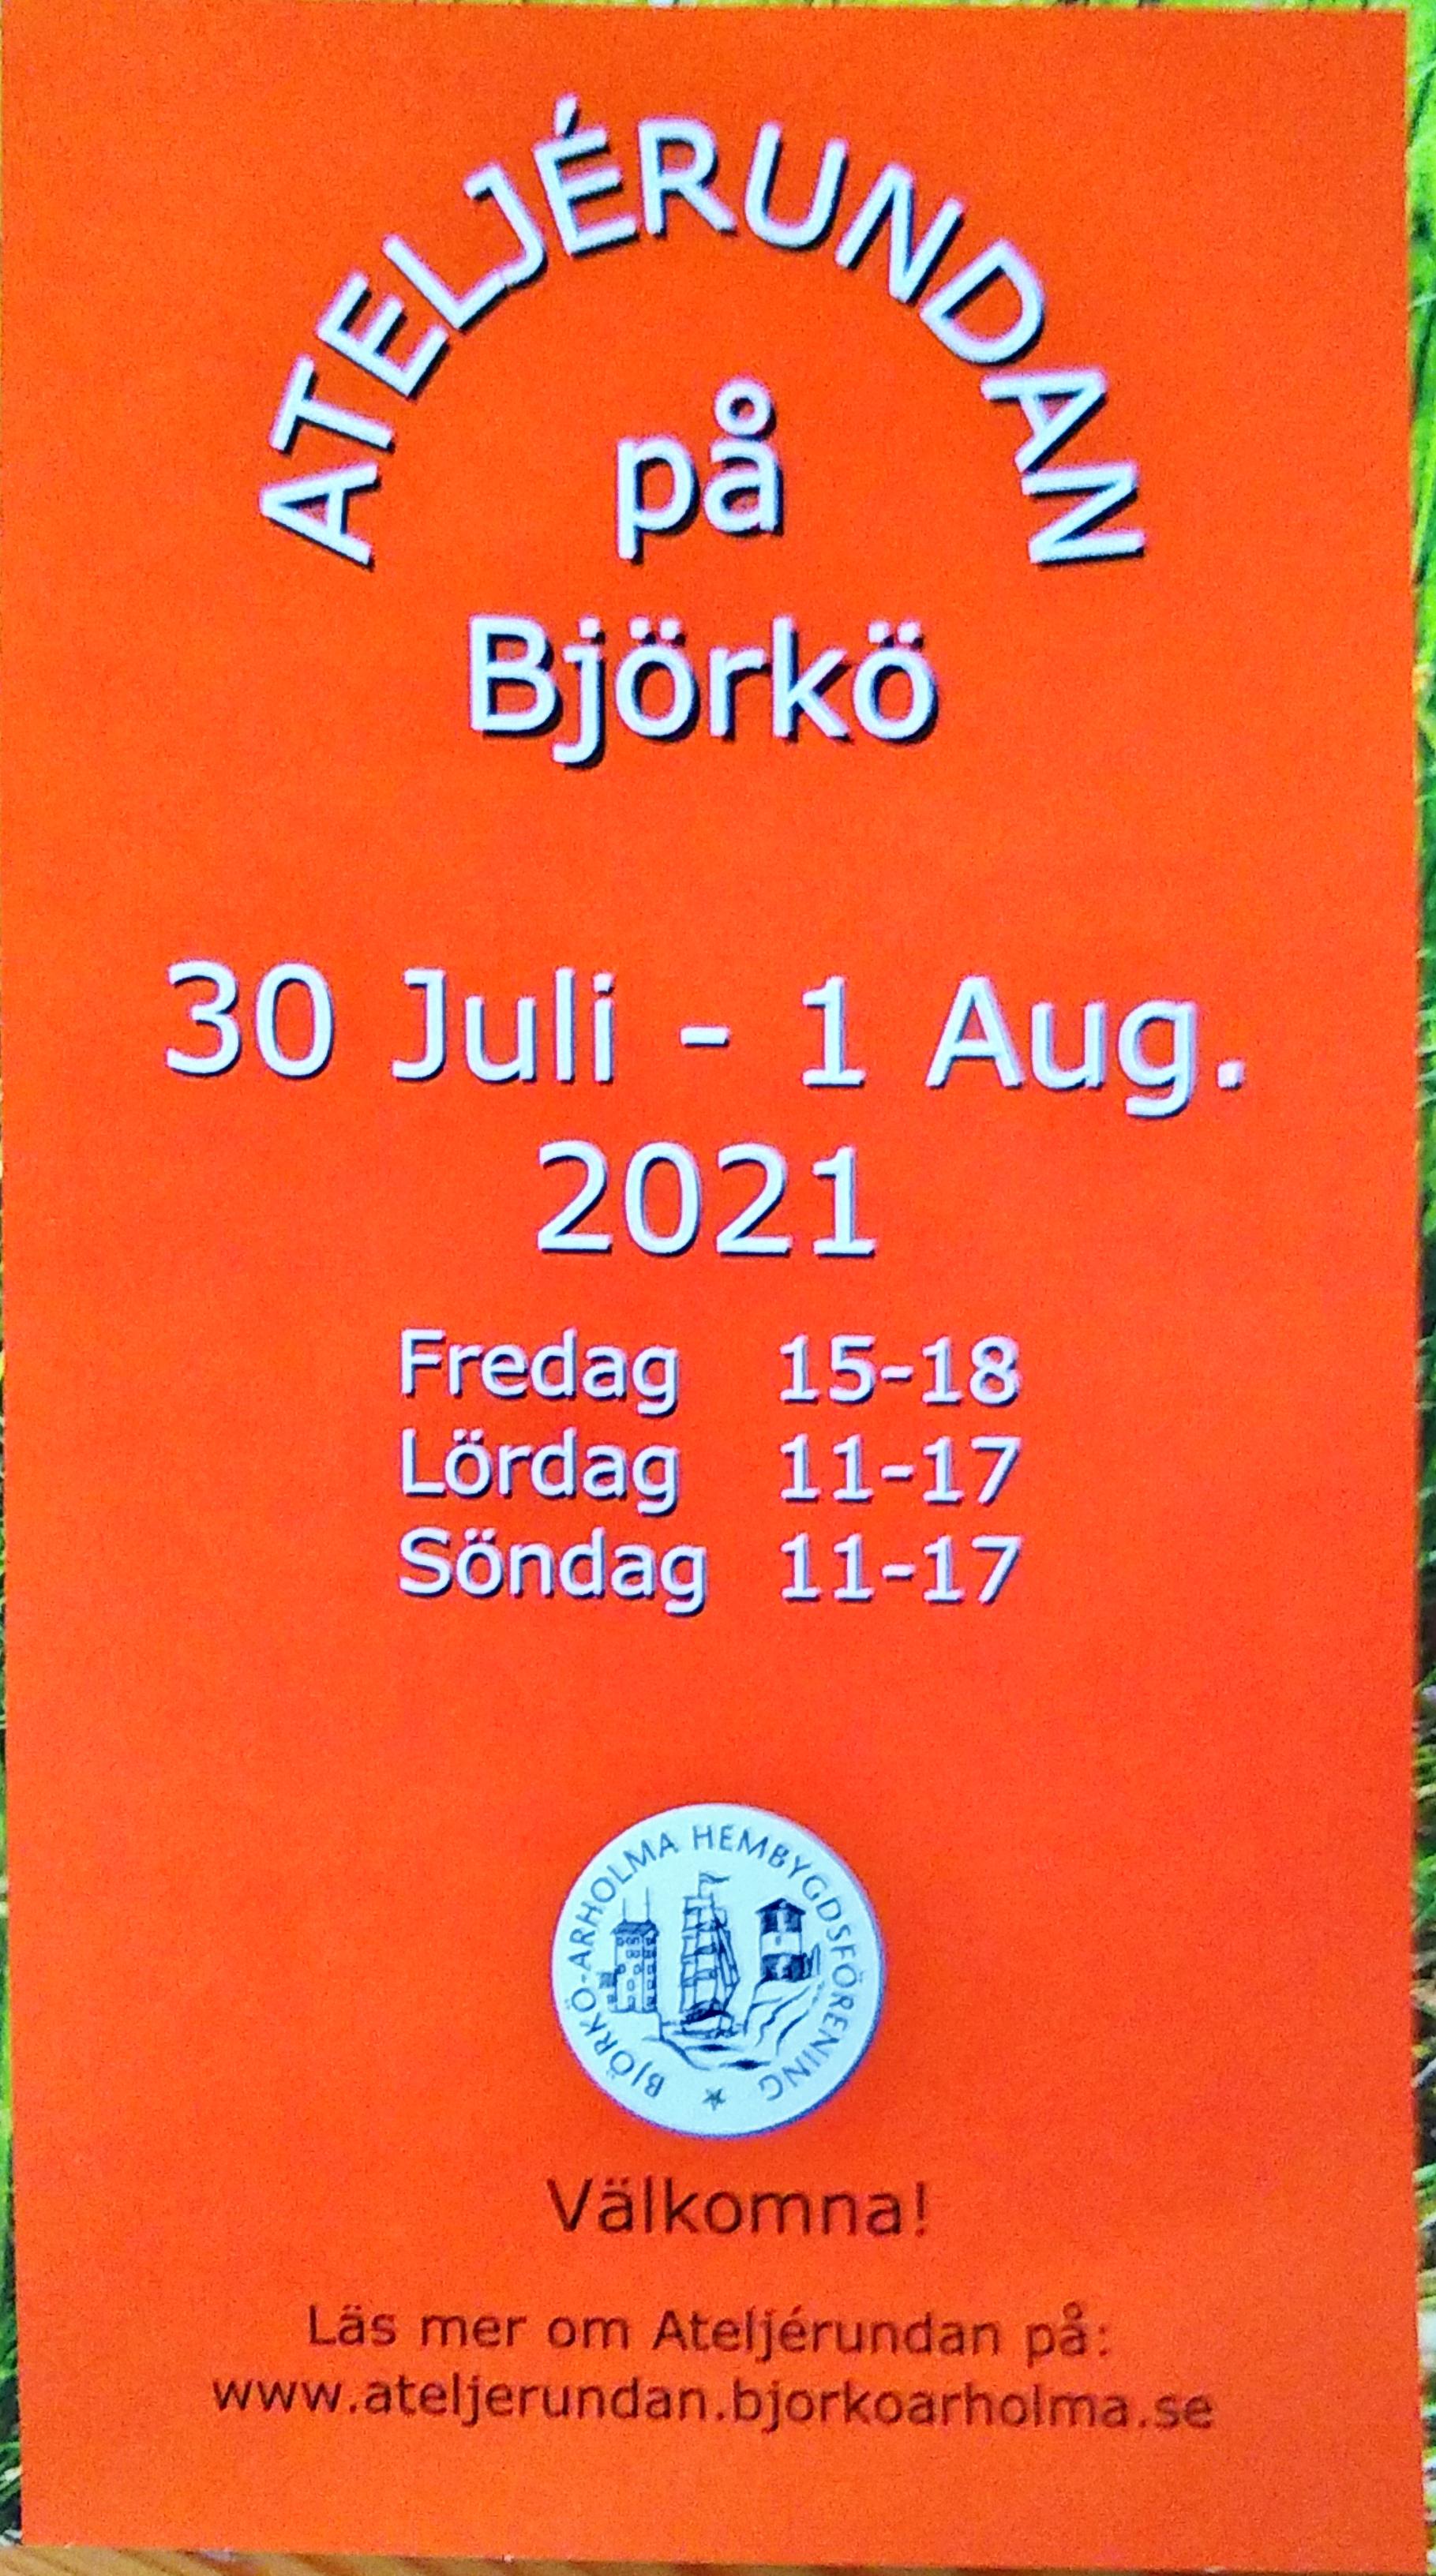 ATELJÉRUNDAN
på
Björkö
30 Juli - 1 Aug.
2021
Fredag 15-18
Lördag 11-17
Söndag 11-17
BJÖRKÖ-ARHOLMA HEMBYGDSFÖRENING
Välkomna!
Läs mer om Ateljérundan på:
www.ateljerundan.bjorkoarholma.se